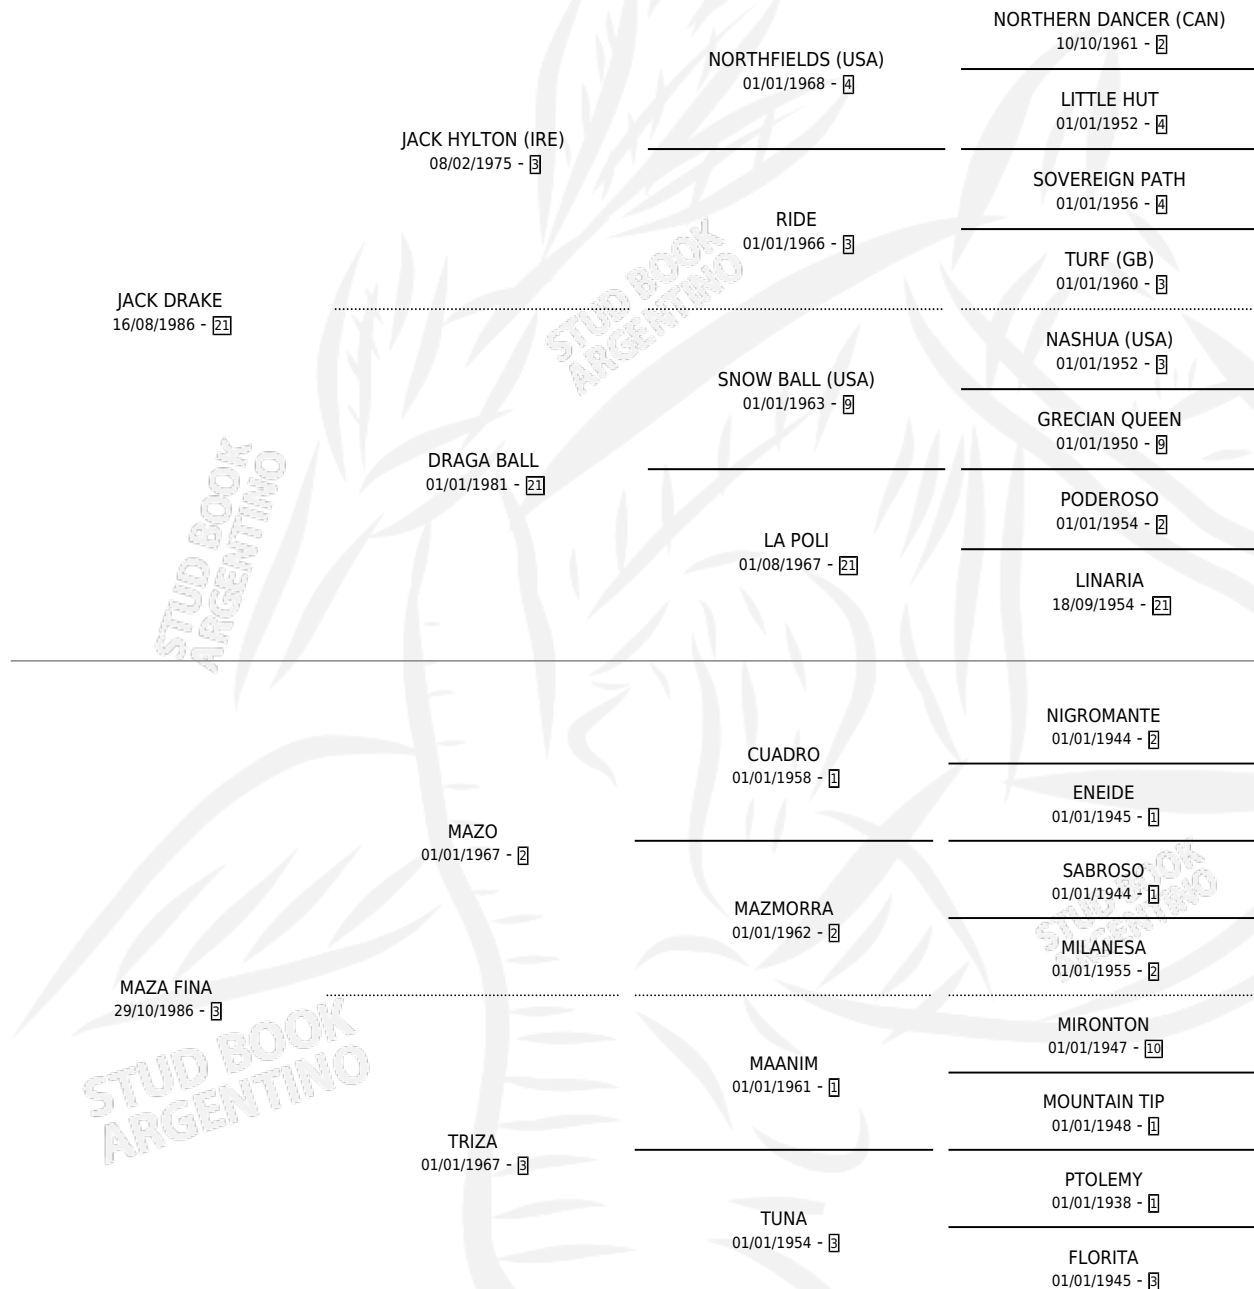 NORTHERN DANCER (CAN)
10/10/1961 - 2
NORTHFIELDS (USA)
01/01/1968 - 4
LITTLE HUT
01/01/1952 - 4
JACK HYLTON (IRE)
08/02/1975 - 3
SOVEREIGN PATH
01/01/1956 - 4
RIDE
01/01/1966 - 3
TURF (GB)
01/01/1960 - 3
JACK DRAKE
16/08/1986 - 21
NASHUA (USA)
01/01/1952 - 3
SNOW BALL (USA)
01/01/1963 - 9
GRECIAN QUEEN
01/01/1950 - 9
DRAGA BALL
01/01/1981 - 21
PODEROSO
01/01/1954 - 2
LA POLI
01/08/1967 - 21
LINARIA
18/09/1954 - 21
NIGROMANTE
01/01/1944 - 2
CUADRO
01/01/1958 - 1
ENEIDE
01/01/1945 - 1
MAZO
01/01/1967 - 2
SABROSO
01/01/1944 - 1
MAZMORRA
01/01/1962 - 2
MILANESA
01/01/1955 - 2
MAZA FINA
29/10/1986 - 3
MIRONTON
01/01/1947 - 10
MAANIM
01/01/1961 - 1
MOUNTAIN TIP
01/01/1948 - 1
TRIZA
01/01/1967 - 3
PTOLEMY
01/01/1938 - 1
TUNA
01/01/1954 - 3
FLORITA
01/01/1945 - 3
STUD BOOK
ARGENTINO
STUD BOOK
ARGENTINO
STUD BOOK
ARGENTINO
STUD BOOK
ARGENTINO